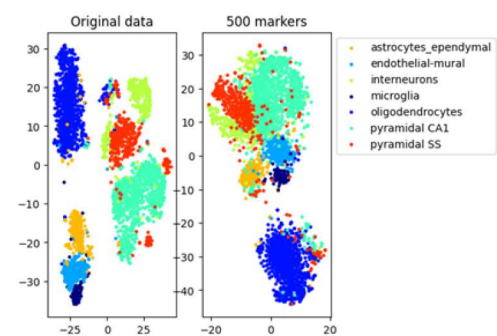 Original data
500 markers
30
20
10
0
−10
−20
−30
−25
0
25
30
20
10
0
−10
−20
−30
−40
−20
0
20
astrocytes_ependymal
endothelial-mural
interneurons
microglia
oligodendrocytes
pyramidal CA1
pyramidal SS